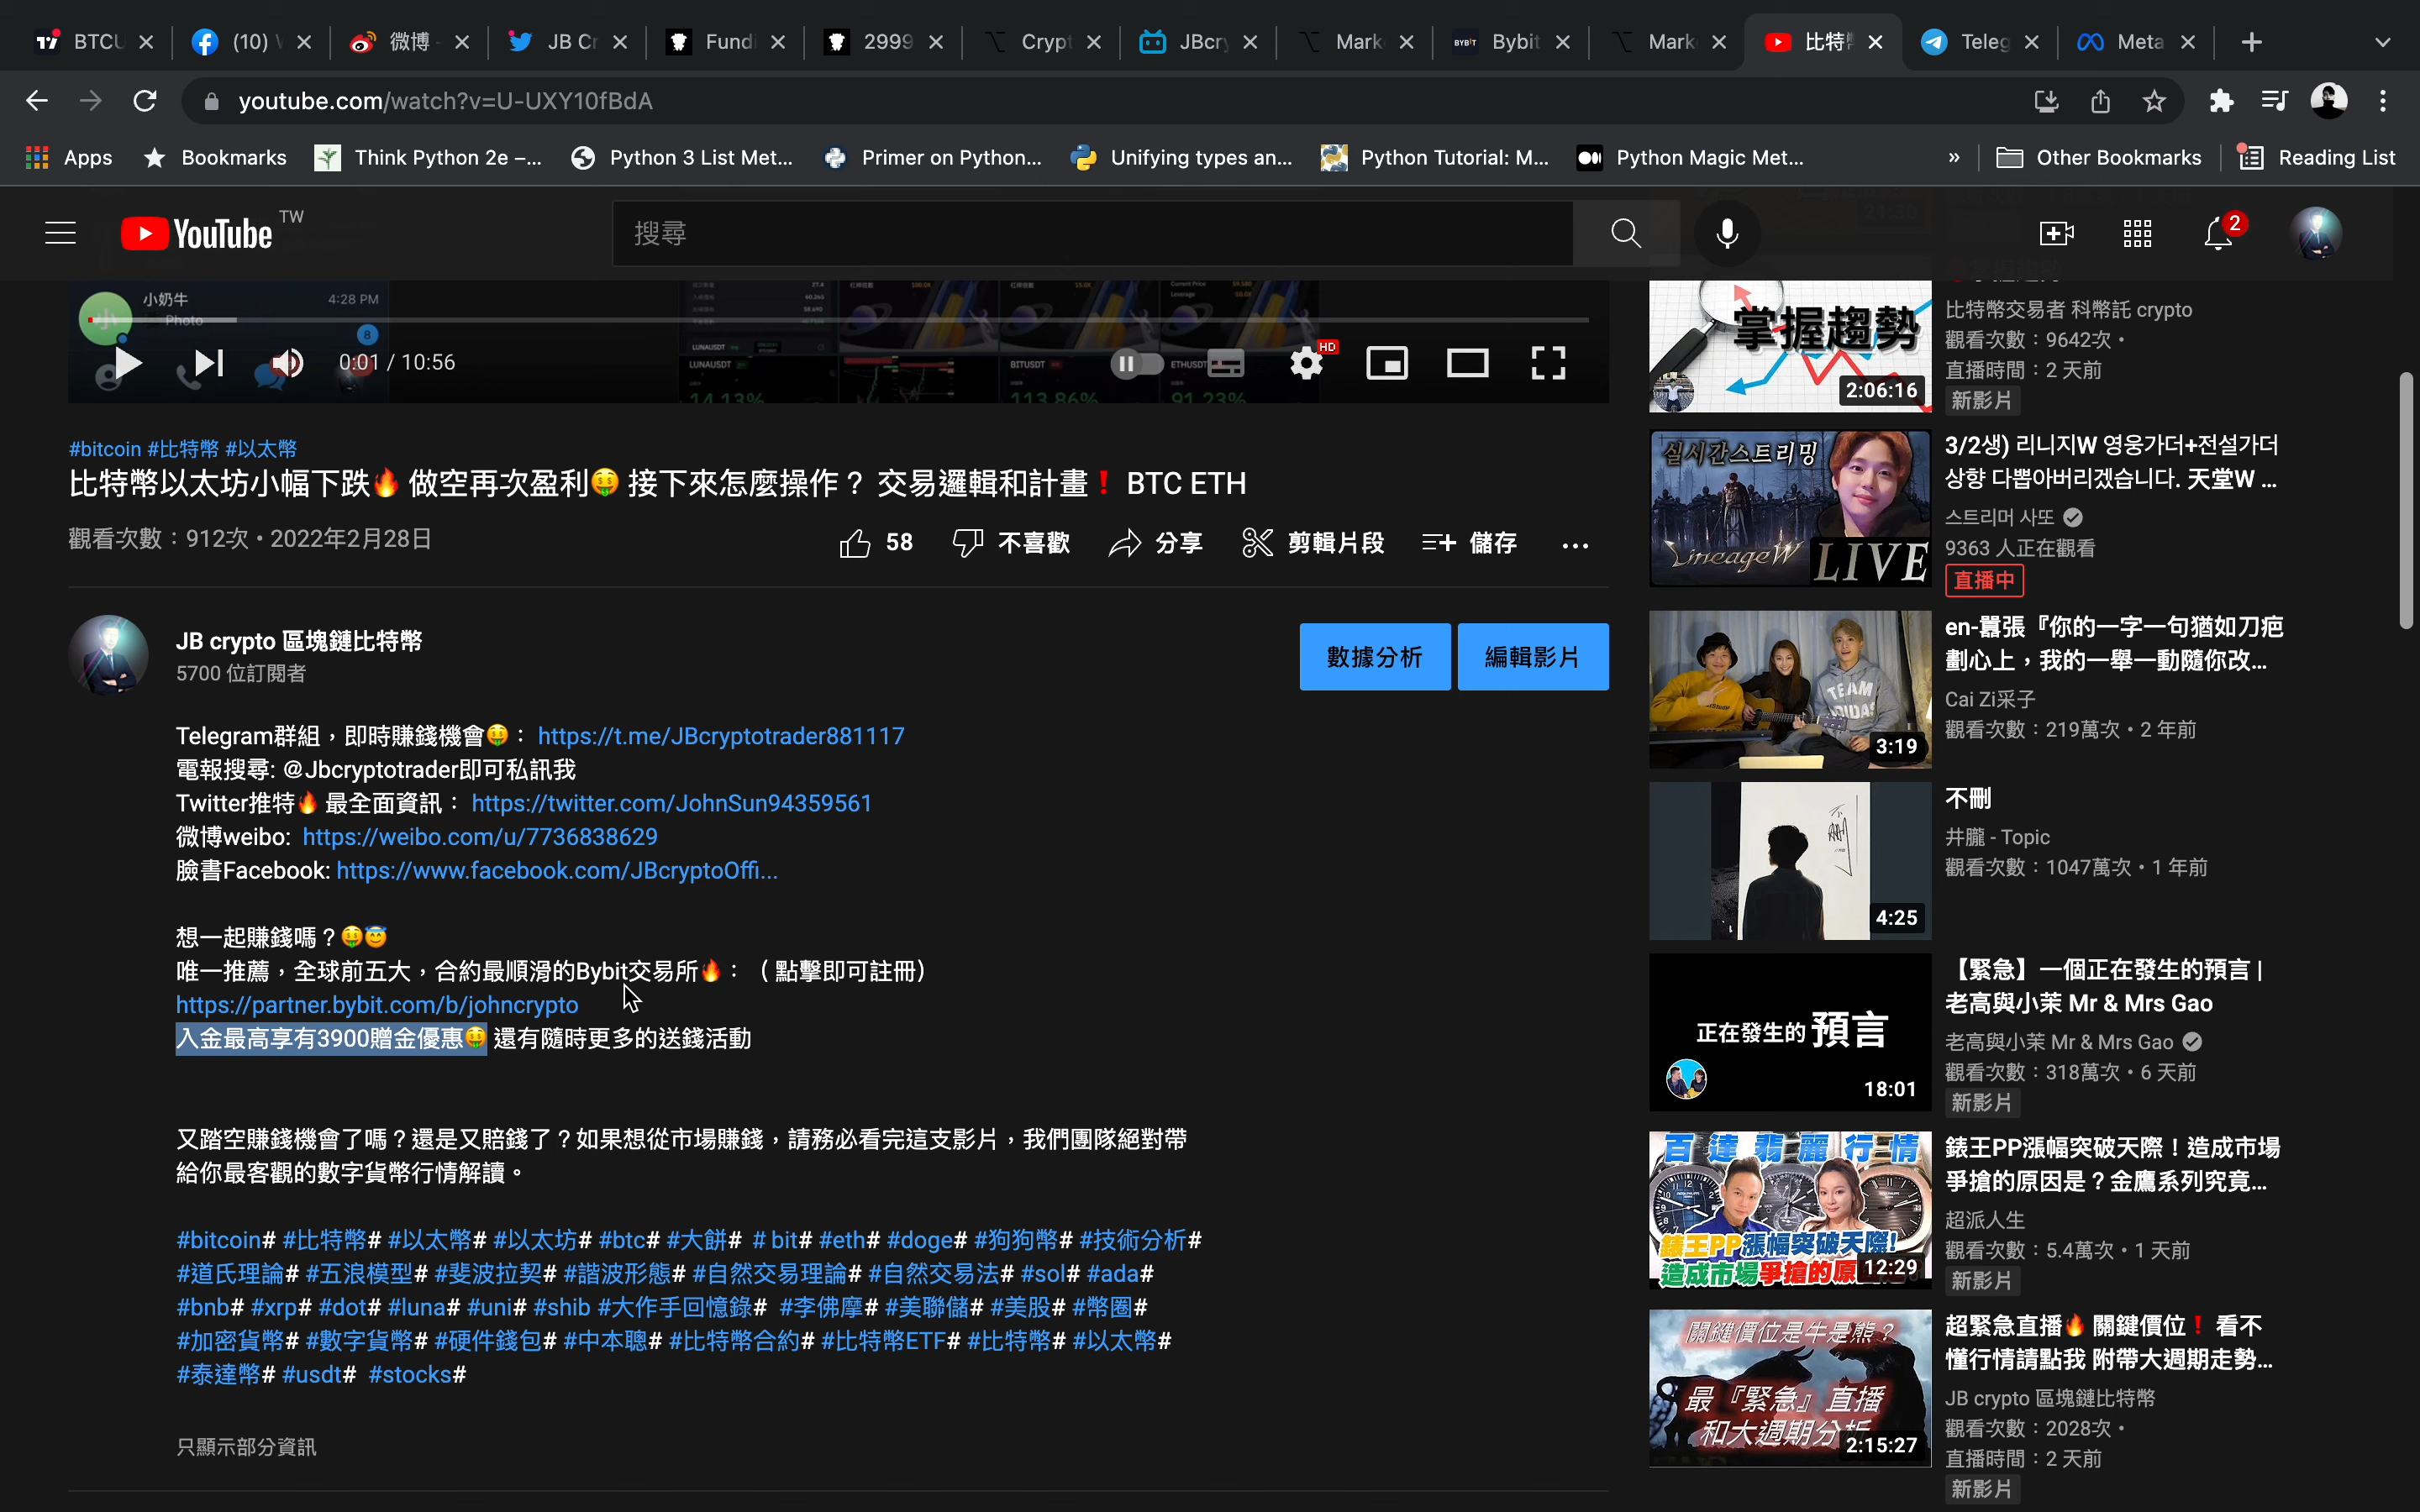 BTCU
(10)
微博
JB Cr
Fundi
2999
Crypt
JBcry
Mark
BYBIT
Bybit
Mark
比特
Teleg
Meta
youtube.com/watch?v=U-UXY10fBdA
Apps
Bookmarks
Think Python 2e –...
Python 3 List Met...
Primer on Python...
Unifying types an...
Python Tutorial: M...
Python Magic Met...
»
Other Bookmarks
Reading List
YouTube TW
搜尋
2
小奶牛
4:28 PM
Photo
8
0:01 / 10:56
HD
LUNAUSDT
14.13%
BITUSDT
113.86%
ETHUSDT
91.23%
#bitcoin #比特幣 #以太幣
比特幣以太坊小幅下跌🔥 做空再次盈利🤑 接下來怎麼操作？ 交易邏輯和計畫❗ BTC ETH
觀看次數：912次 • 2022年2月28日
58
不喜歡
分享
剪輯片段
儲存
JB crypto 區塊鏈比特幣
5700 位訂閱者
數據分析
編輯影片
Telegram群組，即時賺錢機會🤑： https://t.me/JBcryptotrader881117
電報搜尋: @Jbcryptotrader即可私訊我
Twitter推特🔥 最全面資訊： https://twitter.com/JohnSun94359561
微博weibo: https://weibo.com/u/7736838629
臉書Facebook: https://www.facebook.com/JBcryptoOffi...
想一起賺錢嗎？🤑😇
唯一推薦，全球前五大，合約最順滑的Bybit交易所🔥： （ 點擊即可註冊）
https://partner.bybit.com/b/johncrypto
入金最高享有3900贈金優惠🤑 還有隨時更多的送錢活動
又踏空賺錢機會了嗎？還是又賠錢了？如果想從市場賺錢，請務必看完這支影片，我們團隊絕對帶
給你最客觀的數字貨幣行情解讀。
#bitcoin# #比特幣# #以太幣# #以太坊# #btc# #大餅# # bit# #eth# #doge# #狗狗幣# #技術分析#
#道氏理論# #五浪模型# #斐波拉契# #諧波形態# #自然交易理論# #自然交易法# #sol# #ada#
#bnb# #xrp# #dot# #luna# #uni# #shib #大作手回憶錄# #李佛摩# #美聯儲# #美股# #幣圈#
#加密貨幣# #數字貨幣# #硬件錢包# #中本聰# #比特幣合約# #比特幣ETF# #比特幣# #以太幣#
#泰達幣# #usdt# #stocks#
只顯示部分資訊
掌握趨勢
2:06:16
比特幣交易者 科幣託 crypto
觀看次數：9642次 •
直播時間：2 天前
新影片
실시간스트리밍
LineageW
LIVE
3/2생) 리니지W 영웅가더+전설가더
상향 다뽑아버리겠습니다. 天堂W ...
스트리머 샤또
9363 人正在觀看
直播中
TEAM
ADIDAS
3:19
en-囂張『你的一字一句猶如刀疤
劃心上，我的一舉一動隨你改...
Cai Zi采子
觀看次數：219萬次 • 2 年前
不刪
4:25
不刪
井朧 - Topic
觀看次數：1047萬次 • 1 年前
正在發生的 預言
18:01
【緊急】一個正在發生的預言 |
老高與小茉 Mr & Mrs Gao
老高與小茉 Mr & Mrs Gao
觀看次數：318萬次 • 6 天前
新影片
百達翡麗行情
錶王PP漲幅突破天際!
造成市場爭搶的原
12:29
錶王PP漲幅突破天際！造成市場
爭搶的原因是？金鷹系列究竟...
超派人生
觀看次數：5.4萬次 • 1 天前
新影片
關鍵價位是牛是熊？
最『緊急』直播
和大週期分析
2:15:27
超緊急直播🔥 關鍵價位❗ 看不
懂行情請點我 附帶大週期走勢...
JB crypto 區塊鏈比特幣
觀看次數：2028次 •
直播時間：2 天前
新影片